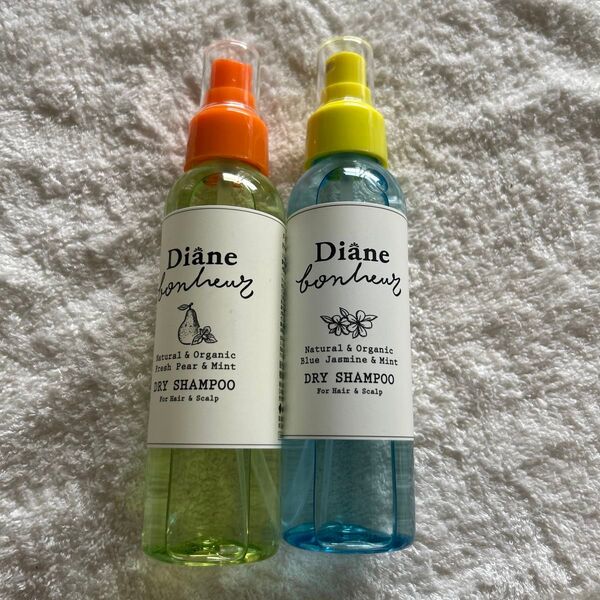 Diane
bonheur
Natural & Organic
Fresh Pear & Mint
DRY SHAMPOO
For Hair & Scalp
Diane
bonheur
Natural & Organic
Blue Jasmine & Mint
DRY SHAMPOO
For Hair & Scalp